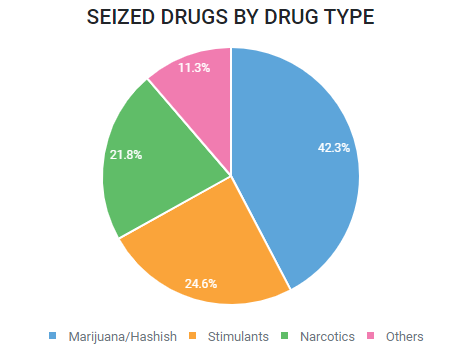 SEIZED DRUGS BY DRUG TYPE
11.3%
42.3%
21.8%
24.6%
Marijuana/Hashish Stimulants Narcotics Others